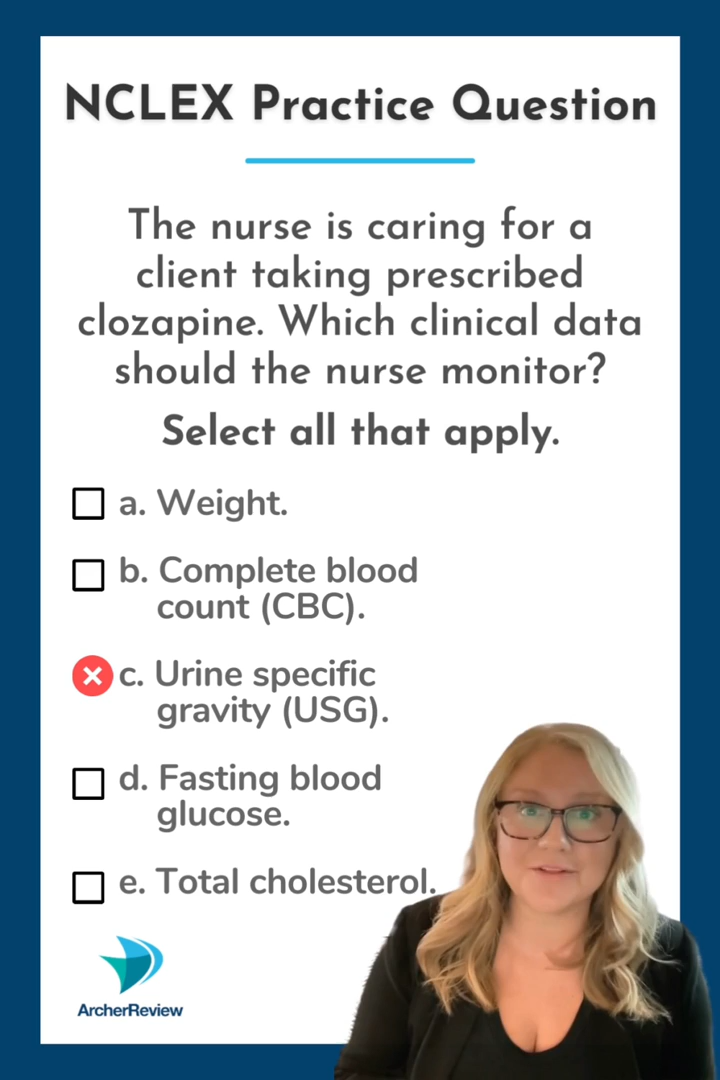 NCLEX Practice Question
The nurse is caring for a
client taking prescribed
clozapine. Which clinical data
should the nurse monitor?
Select all that apply.
a. Weight.
b. Complete blood
count (CBC).
c. Urine specific
gravity (USG).
d. Fasting blood
glucose.
e. Total cholesterol.
ArcherReview